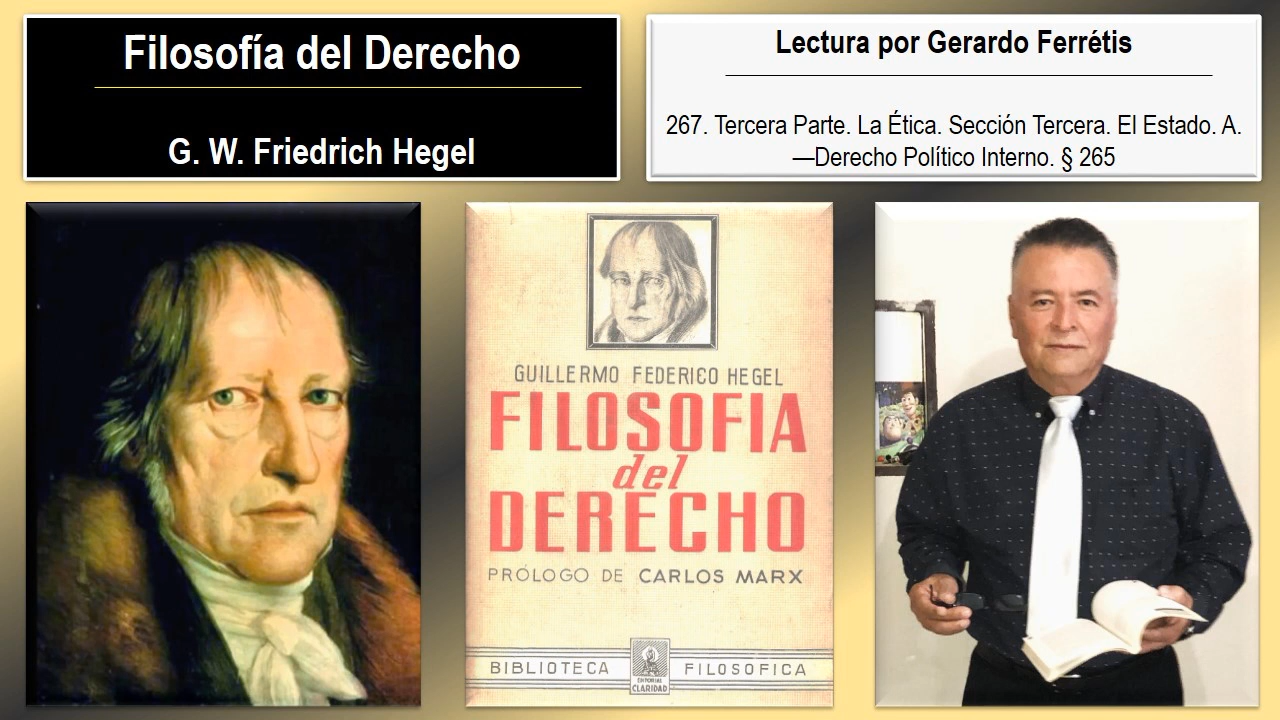 Filosofía del Derecho
G. W. Friedrich Hegel
Lectura por Gerardo Ferrétis
267. Tercera Parte. La Ética. Sección Tercera. El Estado. A.
—Derecho Político Interno. § 265
GUILLERMO FEDERICO HEGEL
FILOSOFIA
del
DERECHO
PRÓLOGO DE CARLOS MARX
BIBLIOTECA FILOSOFICA
EDITORIAL
CLARIDAD